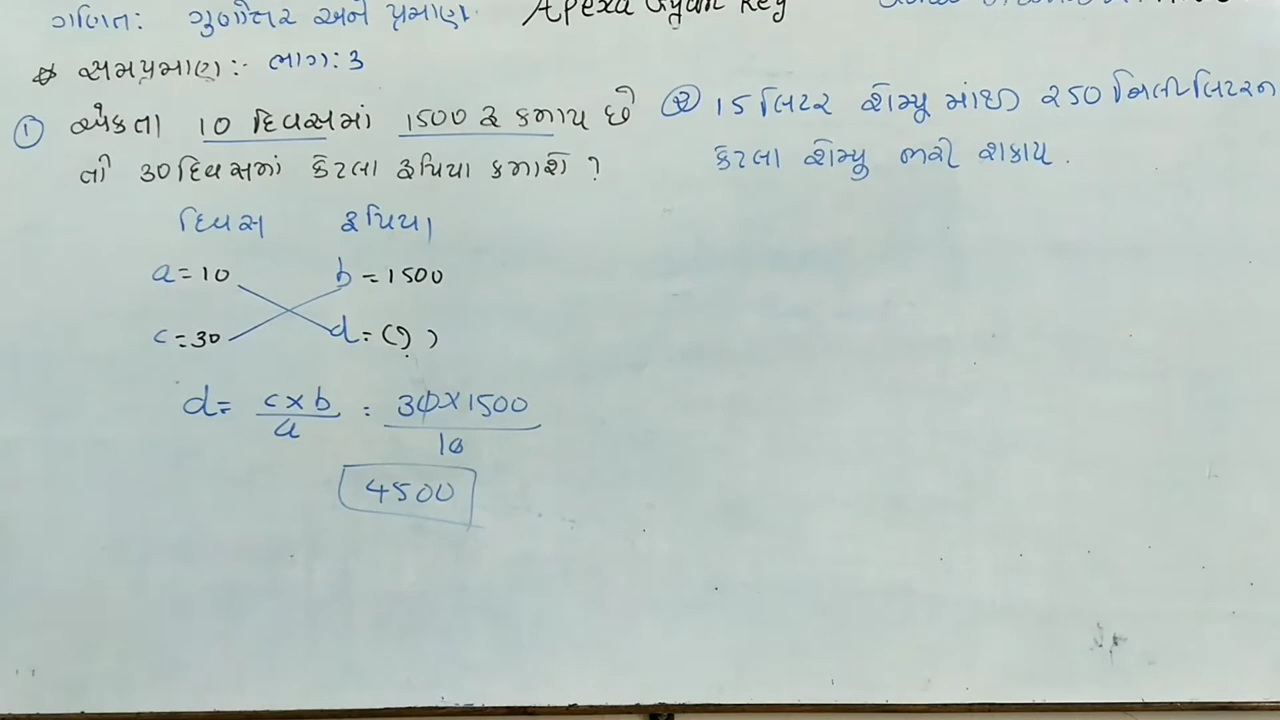 ગણિત: ગુણોત્તર અને પ્રમાણ Apexa Gyan Key
* સમપ્રમાણ:- ભાગ: 3
① એકતા 10 દિવસમાં 1500 રૂ કમાય છે
તો 30 દિવસમાં કેટલા રૂપિયા કમાશે ?
દિવસ રૂપિયા
a = 10 b = 1500
c = 30 d = (?)
d = c × b / a = 30 × 1500 / 10
4500
② 15 લિટર શેમ્પૂ માંથી 250 મિલીલિટરના
કેટલા શેમ્પૂ ભરી શકાય .